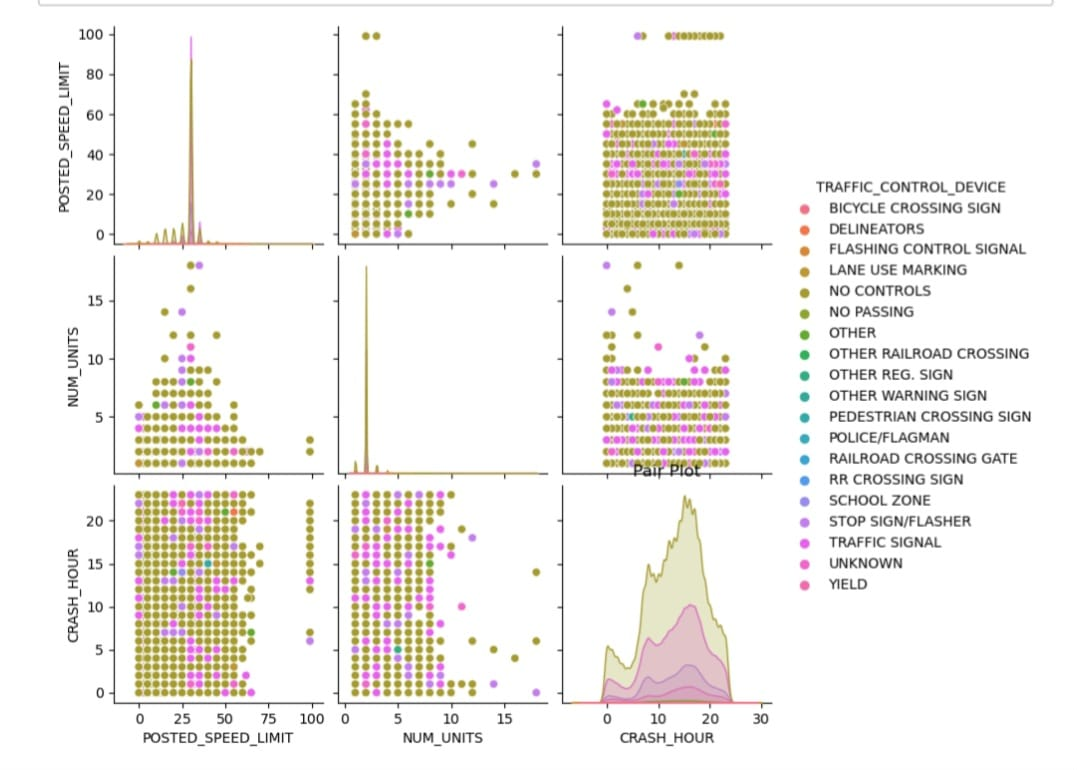 100
80
60
40
20
0
POSTED_SPEED_LIMIT
15
10
5
NUM_UNITS
Pair Plot
20
15
10
5
0
CRASH_HOUR
0 25 50 75 100
POSTED_SPEED_LIMIT
0 5 10 15
NUM_UNITS
0 10 20 30
CRASH_HOUR
TRAFFIC_CONTROL_DEVICE
BICYCLE CROSSING SIGN
DELINEATORS
FLASHING CONTROL SIGNAL
LANE USE MARKING
NO CONTROLS
NO PASSING
OTHER
OTHER RAILROAD CROSSING
OTHER REG. SIGN
OTHER WARNING SIGN
PEDESTRIAN CROSSING SIGN
POLICE/FLAGMAN
RAILROAD CROSSING GATE
RR CROSSING SIGN
SCHOOL ZONE
STOP SIGN/FLASHER
TRAFFIC SIGNAL
UNKNOWN
YIELD